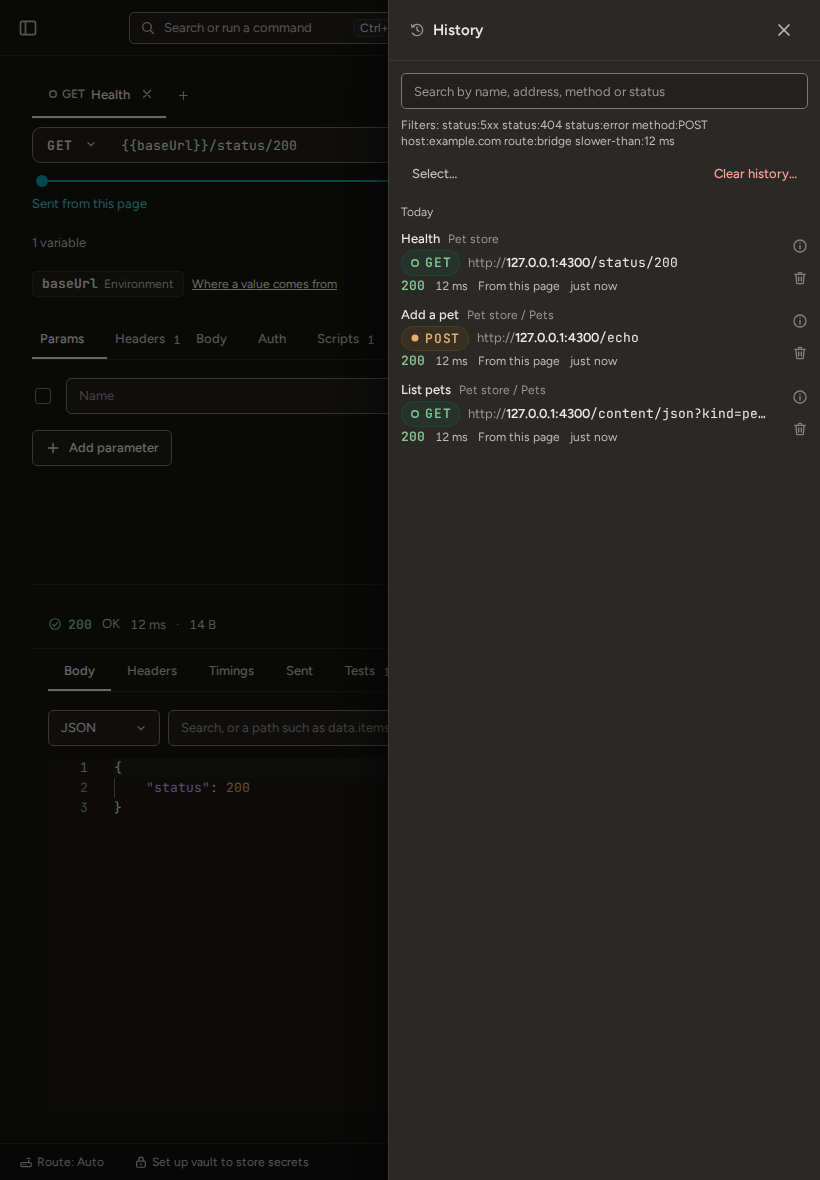 Search or run a command
Ctrl+
GET Health
GET
{{baseUrl}}/status/200
Sent from this page
1 variable
baseUrl Environment
Where a value comes from
Params
Headers 1
Body
Auth
Scripts 1
Name
Add parameter
200 OK 12 ms · 14 B
Body
Headers
Timings
Sent
Tests
JSON
Search, or a path such as data.items
1 {
2 "status": 200
3 }
Route: Auto
Set up vault to store secrets
History
Search by name, address, method or status
Filters: status:5xx status:404 status:error method:POST
host:example.com route:bridge slower-than:12 ms
Select...
Clear history...
Today
Health Pet store
GET http://127.0.0.1:4300/status/200
200 12 ms From this page just now
Add a pet Pet store / Pets
POST http://127.0.0.1:4300/echo
200 12 ms From this page just now
List pets Pet store / Pets
GET http://127.0.0.1:4300/content/json?kind=pe…
200 12 ms From this page just now